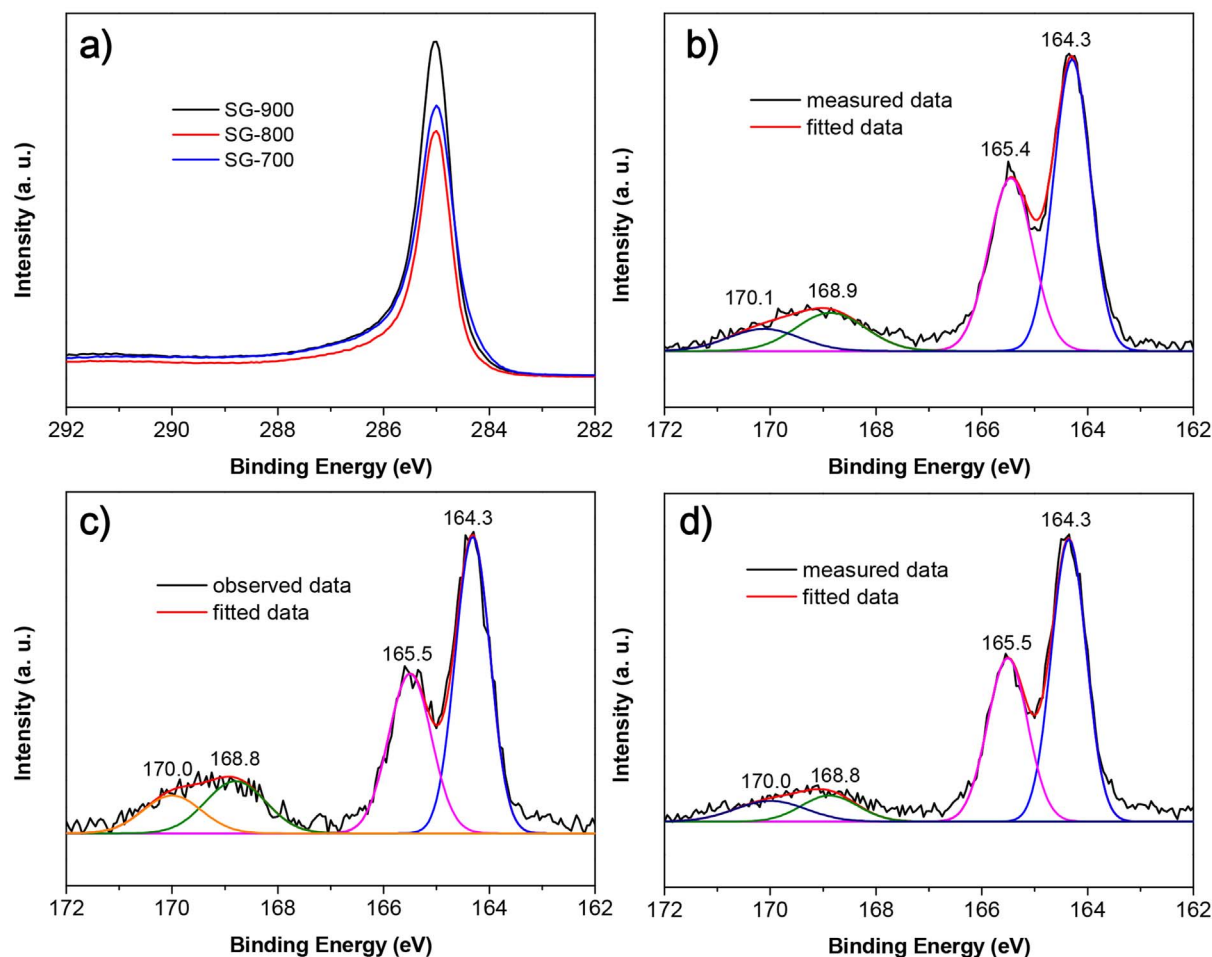 a)
SG-900
SG-800
SG-700
Intensity (a. u.)
292 290 288 286 284 282
Binding Energy (eV)
b)
164.3
measured data
fitted data
165.4
170.1 168.9
Intensity (a. u.)
172 170 168 166 164 162
Binding Energy (eV)
c)
164.3
observed data
fitted data
165.5
170.0 168.8
Intensity (a. u.)
172 170 168 166 164 162
Binding Energy (eV)
d)
164.3
measured data
fitted data
165.5
170.0 168.8
Intensity (a. u.)
172 170 168 166 164 162
Binding Energy (eV)